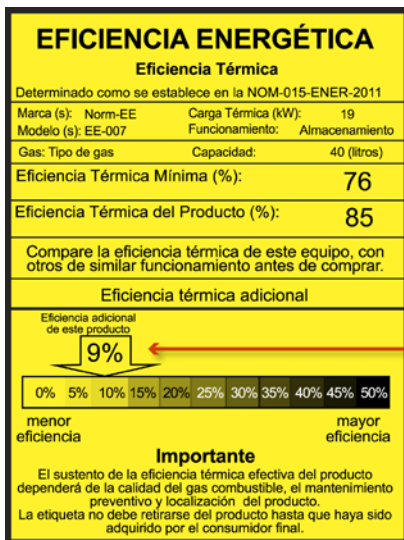 EFICIENCIA ENERGÉTICA
Eficiencia Térmica
Determinado como se establece en la NOM-015-ENER-2011
Marca (s): Norm-EE Carga Térmica (kW): 19
Modelo (s): EE-007 Funcionamiento: Almacenamiento
Gas: Tipo de gas Capacidad: 40 (litros)
Eficiencia Térmica Mínima (%): 76
Eficiencia Térmica del Producto (%): 85
Compare la eficiencia térmica de este equipo, con
otros de similar funcionamiento antes de comprar.
Eficiencia térmica adicional
Eficiencia adicional
de este producto
9%
0% 5% 10% 15% 20% 25% 30% 35% 40% 45% 50%
menor mayor
eficiencia eficiencia
Importante
El sustento de la eficiencia térmica efectiva del producto
dependerá de la calidad del gas combustible, el mantenimiento
preventivo y localización del producto.
La etiqueta no debe retirarse del producto hasta que haya sido
adquirido por el consumidor final.